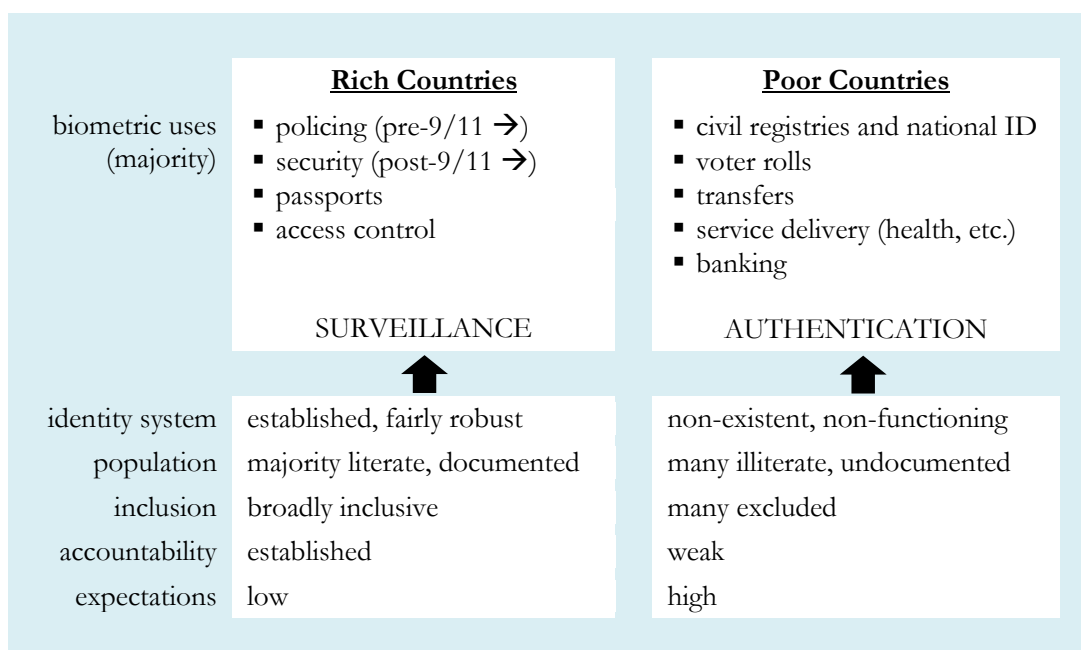 Rich Countries Poor Countries
biometric uses ▪ policing (pre-9/11 →) ▪ civil registries and national ID
(majority) ▪ security (post-9/11 →) ▪ voter rolls
▪ passports ▪ transfers
▪ access control ▪ service delivery (health, etc.)
▪ banking
SURVEILLANCE AUTHENTICATION
identity system established, fairly robust non-existent, non-functioning
population majority literate, documented many illiterate, undocumented
inclusion broadly inclusive many excluded
accountability established weak
expectations low high